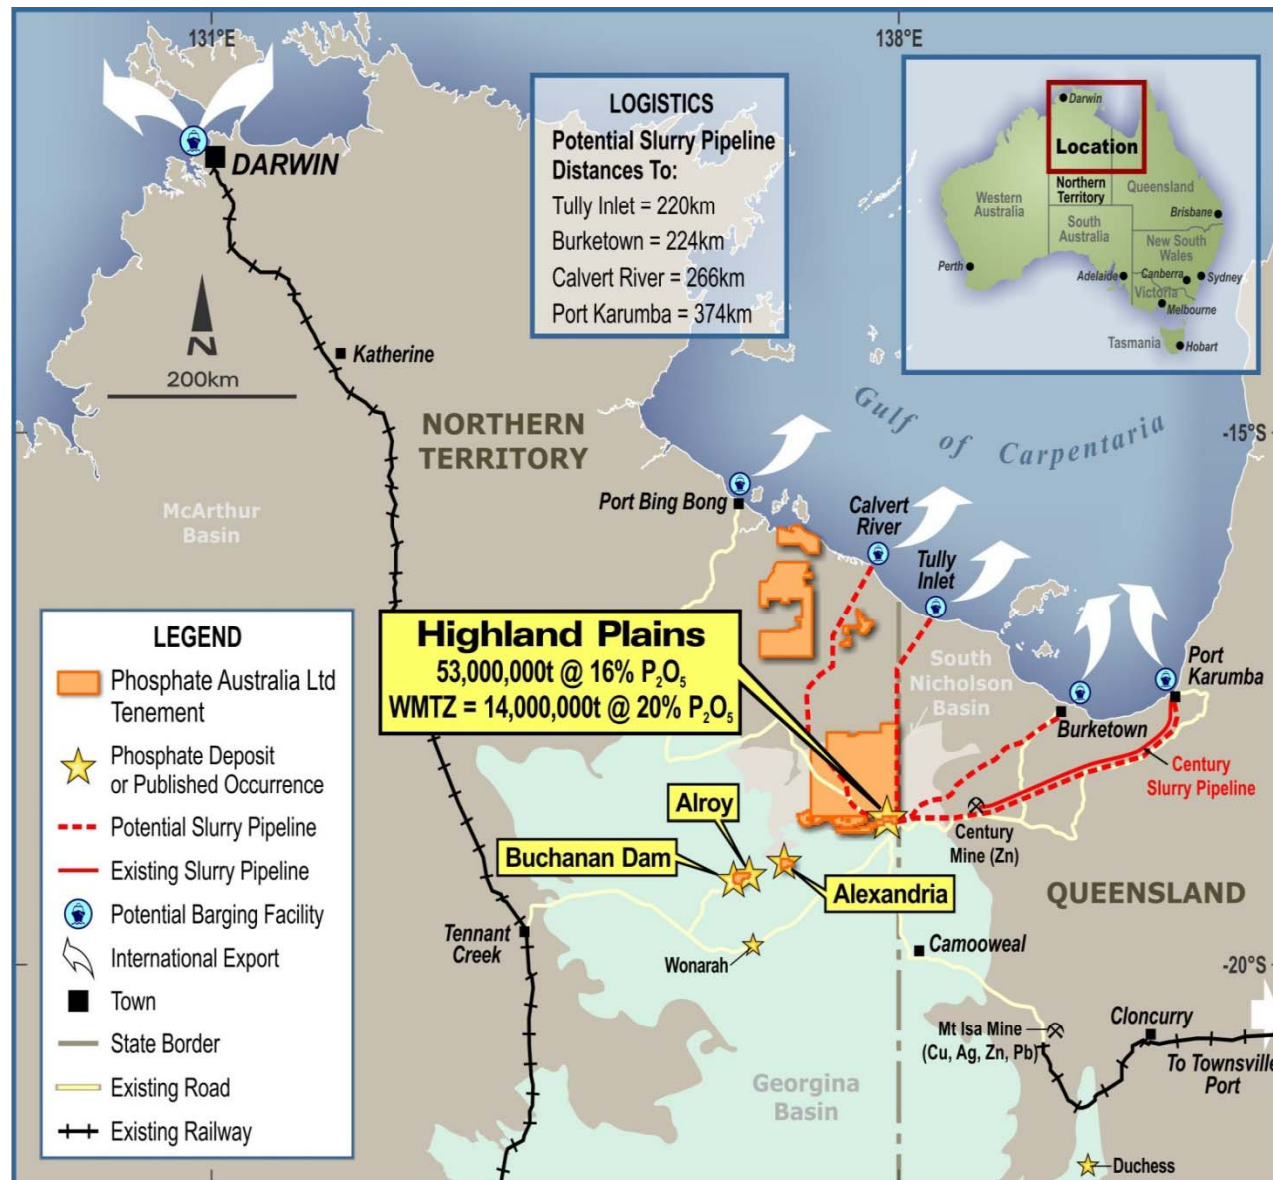 131°E
138°E
DARWIN
LOGISTICS
Potential Slurry Pipeline
Distances To:
Tully Inlet = 220km
Burketown = 224km
Calvert River = 266km
Port Karumba = 374km
Darwin
Location
Western
Australia
Northern
Territory
Queensland
South
Australia
Brisbane
New South
Wales
Perth
Adelaide
Canberra
Sydney
Victoria
Melbourne
Tasmania
Hobart
N
200km
Katherine
NORTHERN
TERRITORY
Gulf of Carpentaria
-15°S
McArthur
Basin
Port Bing Bong
Calvert
River
Tully
Inlet
Highland Plains
53,000,000t @ 16% P₂O₅
WMTZ = 14,000,000t @ 20% P₂O₅
South
Nicholson
Basin
Port
Karumba
Burketown
Century
Slurry Pipeline
Century
Mine (Zn)
Alroy
Buchanan Dam
Alexandria
QUEENSLAND
Tennant
Creek
Wonarah
Camooweal
-20°S
Mt Isa Mine
(Cu, Ag, Zn, Pb)
Cloncurry
To Townsville
Port
Georgina
Basin
Duchess
LEGEND
Phosphate Australia Ltd
Tenement
Phosphate Deposit
or Published Occurrence
Potential Slurry Pipeline
Existing Slurry Pipeline
Potential Barging Facility
International Export
Town
State Border
Existing Road
Existing Railway